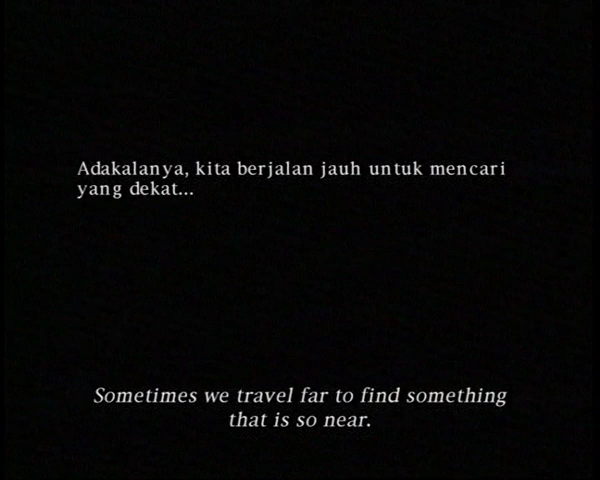 Adakalanya, kita berjalan jauh untuk mencari
yang dekat...
Sometimes we travel far to find something
that is so near.